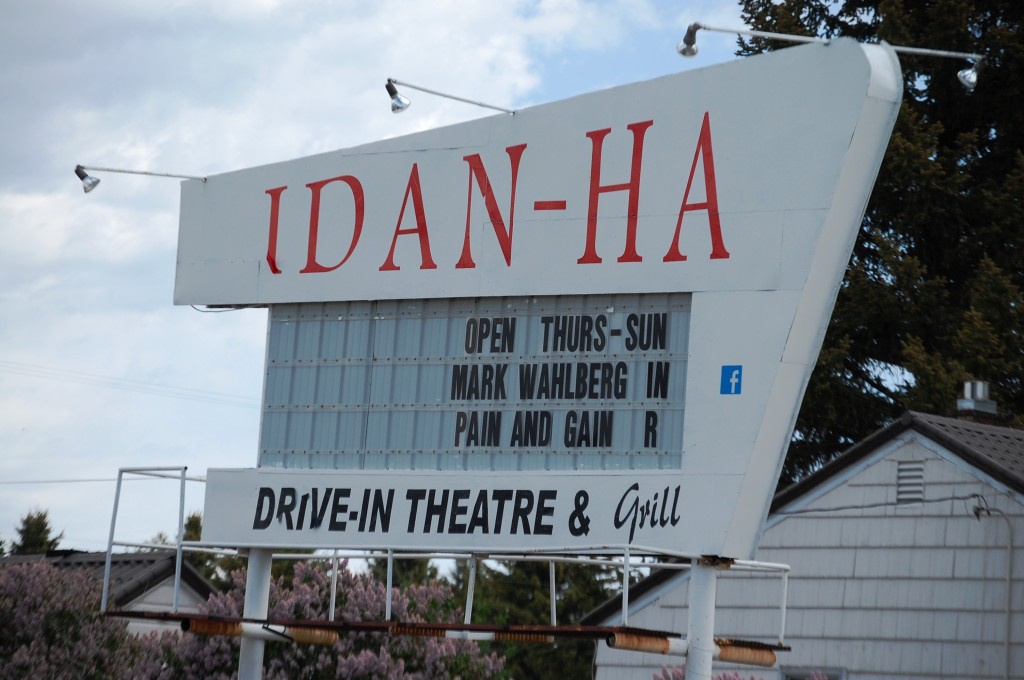 IDAN-HA
OPEN THURS-SUN
MARK WAHLBERG IN
PAIN AND GAIN R
f
DRIVE-IN THEATRE & Grill